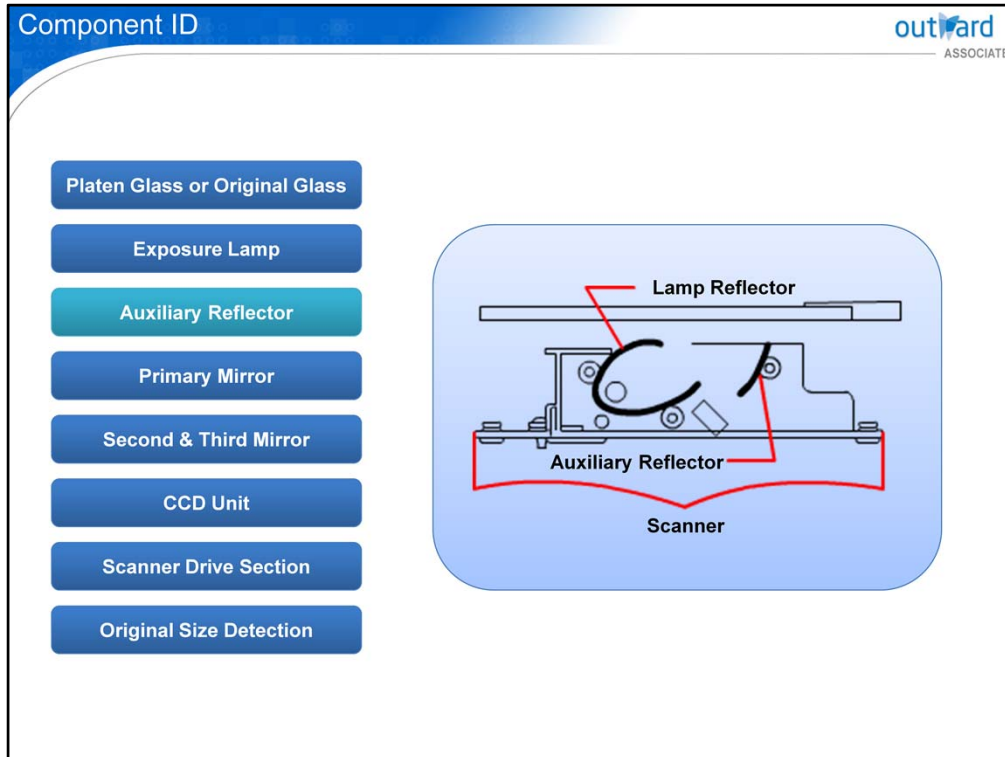 Component ID
outward
ASSOCIATE
Platen Glass or Original Glass
Exposure Lamp
Auxiliary Reflector
Primary Mirror
Second & Third Mirror
CCD Unit
Scanner Drive Section
Original Size Detection
Lamp Reflector
Auxiliary Reflector
Scanner